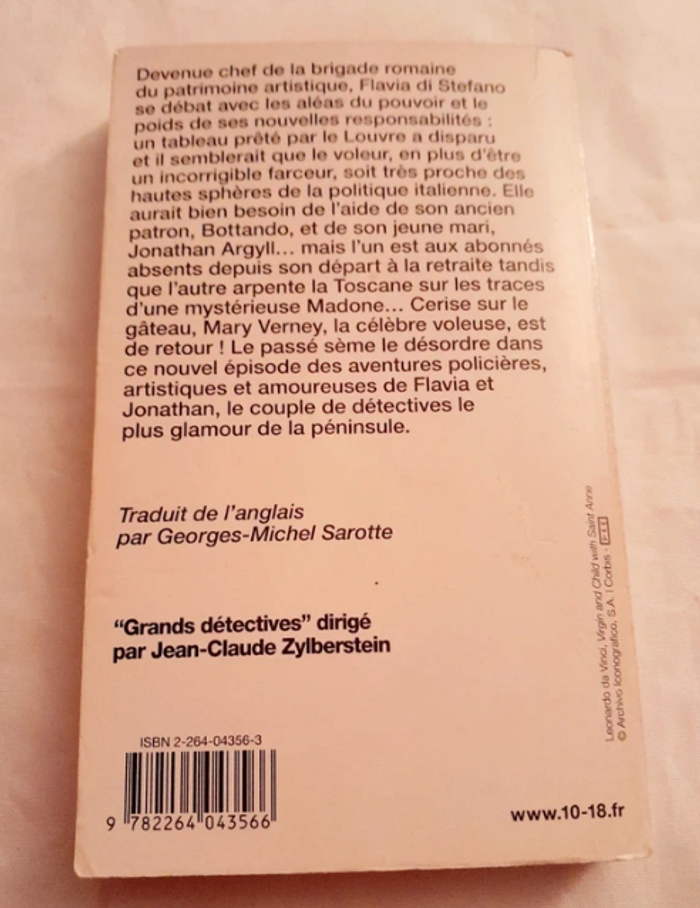 Devenue chef de la brigade romaine
du patrimoine artistique, Flavia di Stefano
se débat avec les aléas du pouvoir et le
poids de ses nouvelles responsabilités :
un tableau prêté par le Louvre a disparu
et il semblerait que le voleur, en plus d'être
un incorrigible farceur, soit très proche des
hautes sphères de la politique italienne. Elle
aurait bien besoin de l'aide de son ancien
patron, Bottando, et de son jeune mari,
Jonathan Argyll... mais l'un est aux abonnés
absents depuis son départ à la retraite tandis
que l'autre arpente la Toscane sur les traces
d'une mystérieuse Madone... Cerise sur le
gâteau, Mary Verney, la célèbre voleuse, est
de retour ! Le passé sème le désordre dans
ce nouvel épisode des aventures policières,
artistiques et amoureuses de Flavia et
Jonathan, le couple de détectives le
plus glamour de la péninsule.
Traduit de l'anglais
par Georges-Michel Sarotte
"Grands détectives" dirigé
par Jean-Claude Zylberstein
Leonardo da Vinci, Virgin and Child with Saint Anne
© Archivo Iconografico, S.A. | Corbis -
ISBN 2-264-04356-3
9 782264 043566
www.10-18.fr